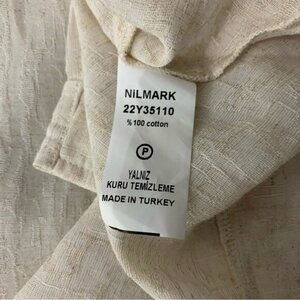 NiLMARK
22Y35110
%100 cotton
P
YALNIZ
KURU TEMİZLEME
MADE IN TURKEY